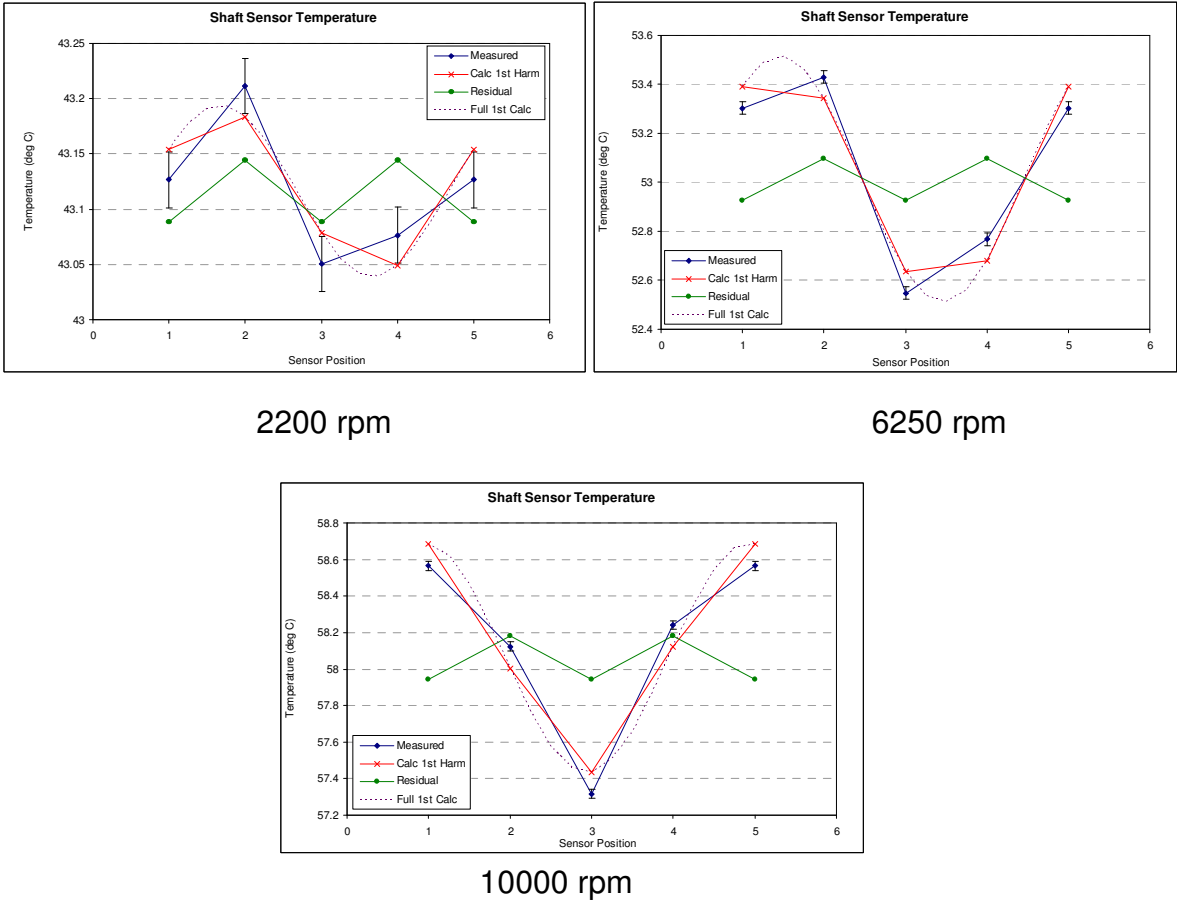 Shaft Sensor Temperature
43.25
43.2
43.15
43.1
43.05
43
Temperature (deg C)
0 1 2 3 4 5 6
Sensor Position
Measured
Calc 1st Harm
Residual
Full 1st Calc
2200 rpm
Shaft Sensor Temperature
53.6
53.4
53.2
53
52.8
52.6
52.4
Temperature (deg C)
0 1 2 3 4 5 6
Sensor Position
Measured
Calc 1st Harm
Residual
Full 1st Calc
6250 rpm
Shaft Sensor Temperature
58.8
58.6
58.4
58.2
58
57.8
57.6
57.4
57.2
Temperature (deg C)
0 1 2 3 4 5 6
Sensor Position
Measured
Calc 1st Harm
Residual
Full 1st Calc
10000 rpm